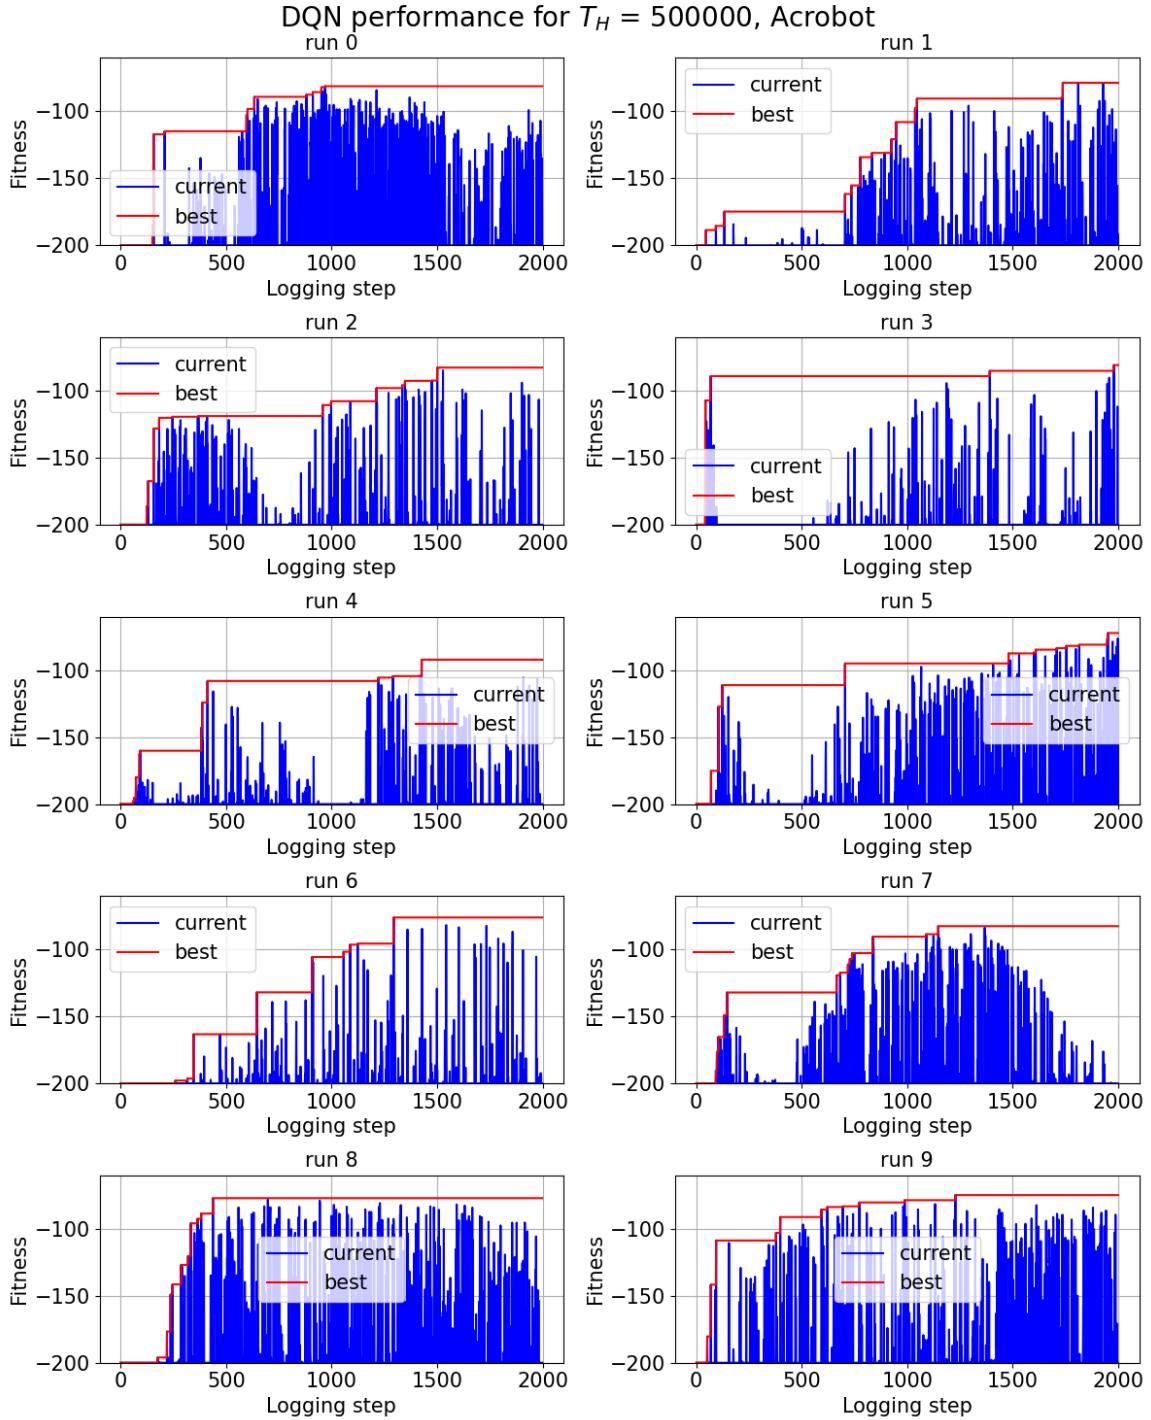 DQN performance for T_H = 500000, Acrobot
run 0
Fitness
−100
−150
−200
current
best
0 500 1000 1500 2000
Logging step
run 1
Fitness
−100
−150
−200
current
best
0 500 1000 1500 2000
Logging step
run 2
Fitness
−100
−150
−200
current
best
0 500 1000 1500 2000
Logging step
run 3
Fitness
−100
−150
−200
current
best
0 500 1000 1500 2000
Logging step
run 4
Fitness
−100
−150
−200
current
best
0 500 1000 1500 2000
Logging step
run 5
Fitness
−100
−150
−200
current
best
0 500 1000 1500 2000
Logging step
run 6
Fitness
−100
−150
−200
current
best
0 500 1000 1500 2000
Logging step
run 7
Fitness
−100
−150
−200
current
best
0 500 1000 1500 2000
Logging step
run 8
Fitness
−100
−150
−200
current
best
0 500 1000 1500 2000
Logging step
run 9
Fitness
−100
−150
−200
current
best
0 500 1000 1500 2000
Logging step